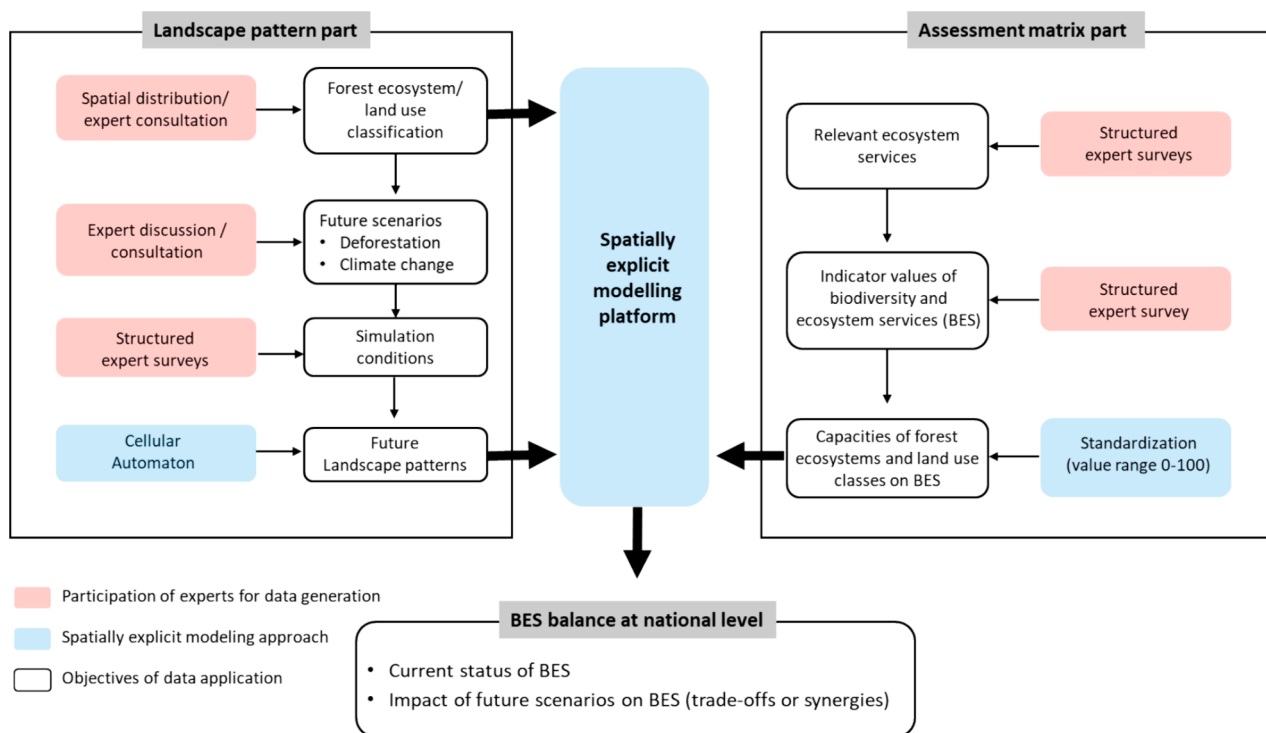 Landscape pattern part
Spatial distribution/
expert consultation
Forest ecosystem/
land use
classification
Expert discussion /
consultation
Future scenarios
• Deforestation
• Climate change
Structured
expert surveys
Simulation
conditions
Cellular
Automaton
Future
Landscape patterns
Spatially
explicit
modelling
platform
Assessment matrix part
Relevant ecosystem
services
Structured
expert surveys
Indicator values of
biodiversity and
ecosystem services (BES)
Structured
expert survey
Capacities of forest
ecosystems and land use
classes on BES
Standardization
(value range 0-100)
Participation of experts for data generation
Spatially explicit modeling approach
Objectives of data application
BES balance at national level
• Current status of BES
• Impact of future scenarios on BES (trade-offs or synergies)